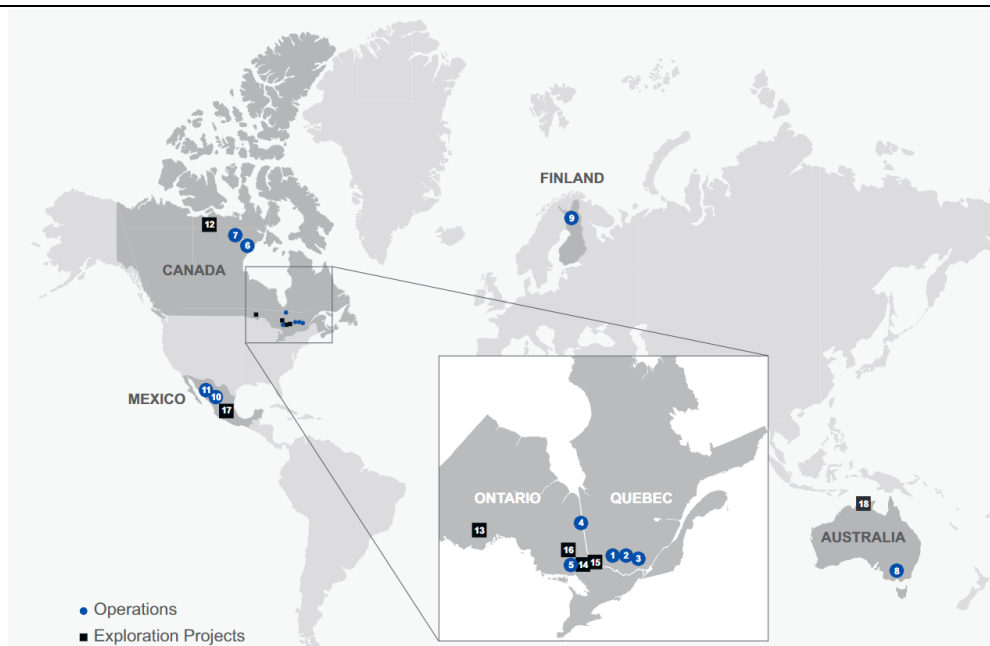 FINLAND
9
12
7
6
CANADA
11
10
17
MEXICO
ONTARIO
QUEBEC
4
13
16
1
2
3
5
14
15
18
AUSTRALIA
8
Operations
Exploration Projects